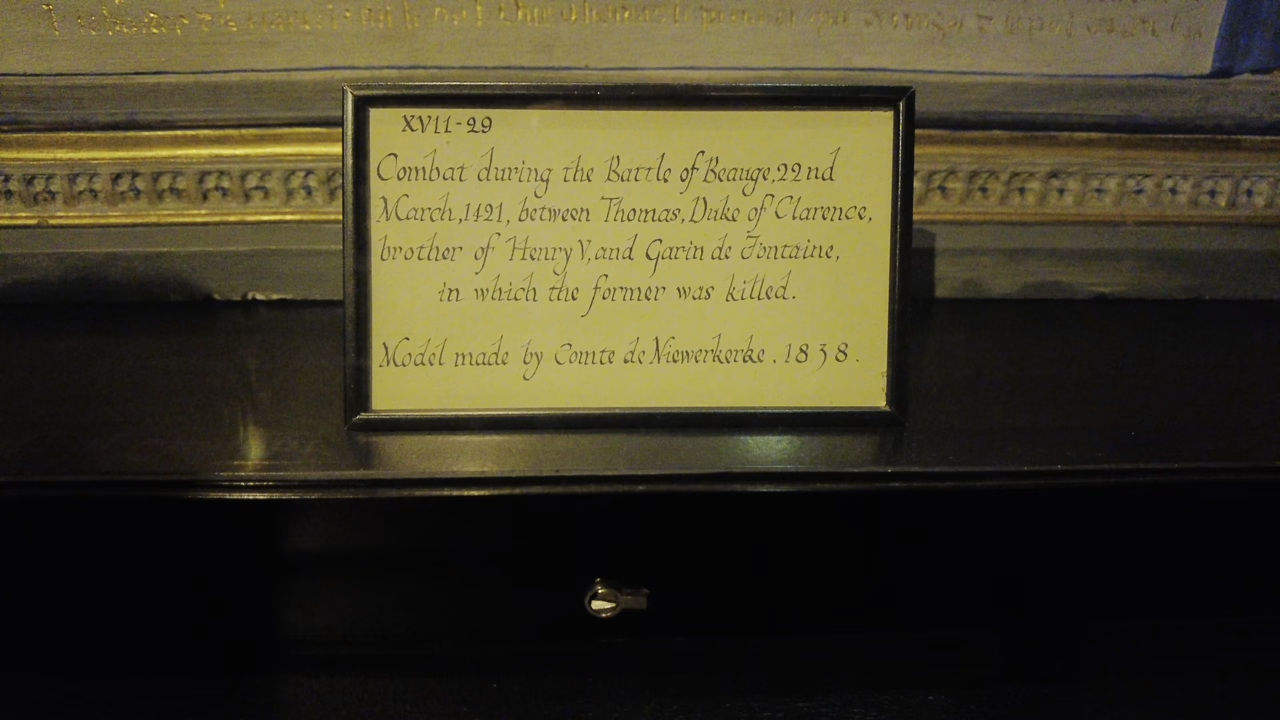 XVII-29
Combat during the Battle of Beauge, 22nd
March, 1421, between Thomas, Duke of Clarence,
brother of Henry V, and Garin de Fontaine,
in which the former was killed.
Model made by Comte de Niewerkerke. 1838.